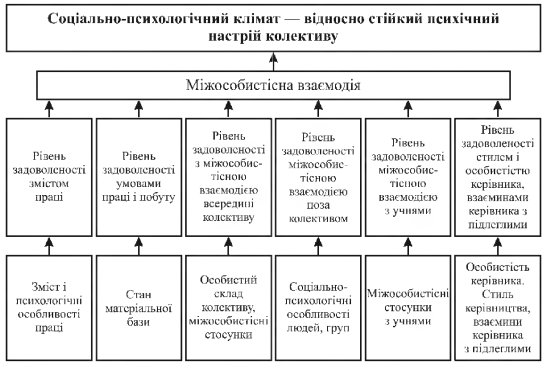 Соціально-психологічний клімат — відносно стійкий психічний
настрій колективу
Міжособистісна взаємодія
Рівень
задоволеності
змістом
праці
Рівень
задоволеності
умовами
праці і побуту
Рівень
задоволеності
з міжособис-
тісною
взаємодією
всередині
колективу
Рівень
задоволеності
міжособис-
тісною
взаємодією
поза
колективом
Рівень
задоволеності
міжособис-
тісною
взаємодією
з учнями
Рівень
задоволеності
стилем і
особистістю
керівника,
взаєминами
керівника з
підлеглими
Зміст і
психологічні
особливості
праці
Стан
матеріальної
бази
Особистий
склад
колективу,
міжособистісні
стосунки
Соціально-
психологічні
особливості
людей, груп
Міжособистісні
стосунки
з учнями
Особистість
керівника.
Стиль
керівництва,
взаємини
керівника
з підлеглими